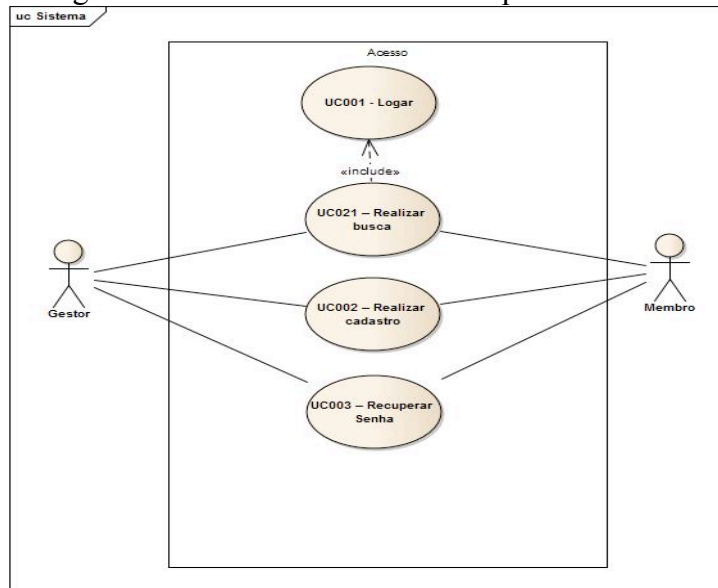 uc Sistema
Acesso
UC001 - Logar
«include»
UC021 – Realizar
busca
UC002 – Realizar
cadastro
UC003 – Recuperar
Senha
Gestor
Membro